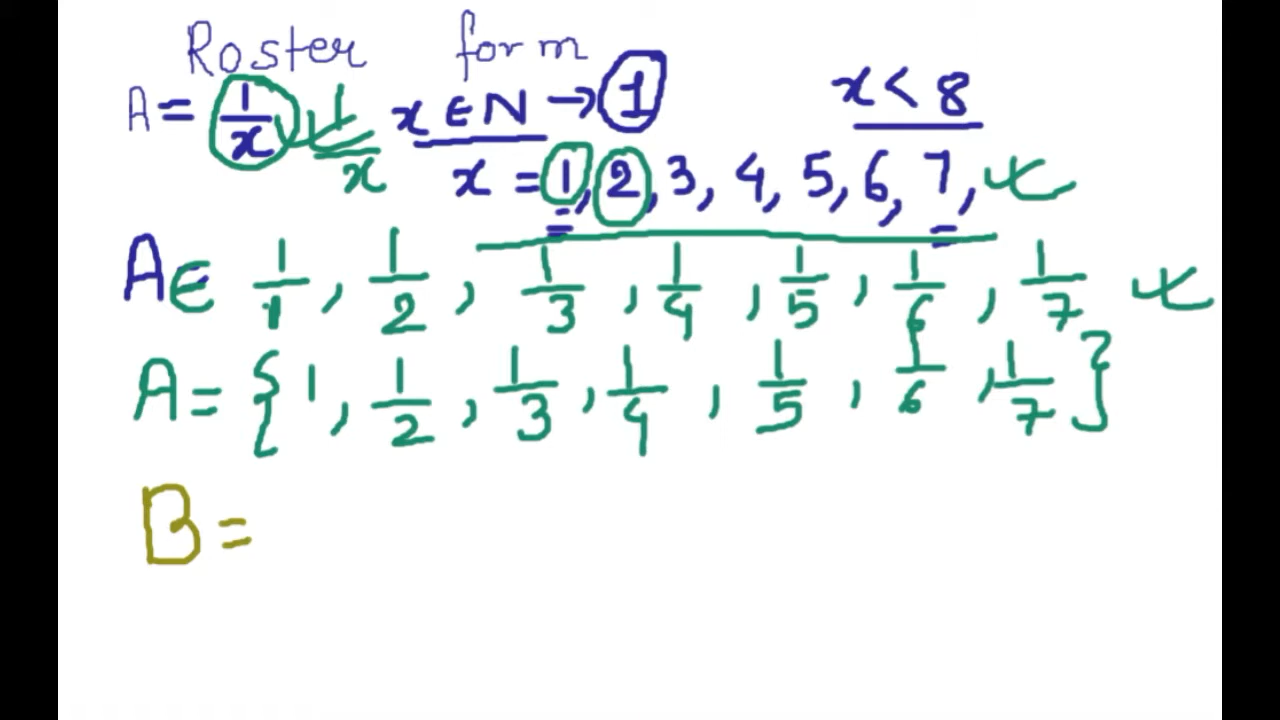 Roster form
A = 1/x 1/x x ∈ N → 1 x < 8
x = 1, 2, 3, 4, 5, 6, 7,
A ∈ 1/1, 1/2, 1/3, 1/4, 1/5, 1/6, 1/7
A = { 1, 1/2, 1/3, 1/4, 1/5, 1/6, 1/7 }
B =